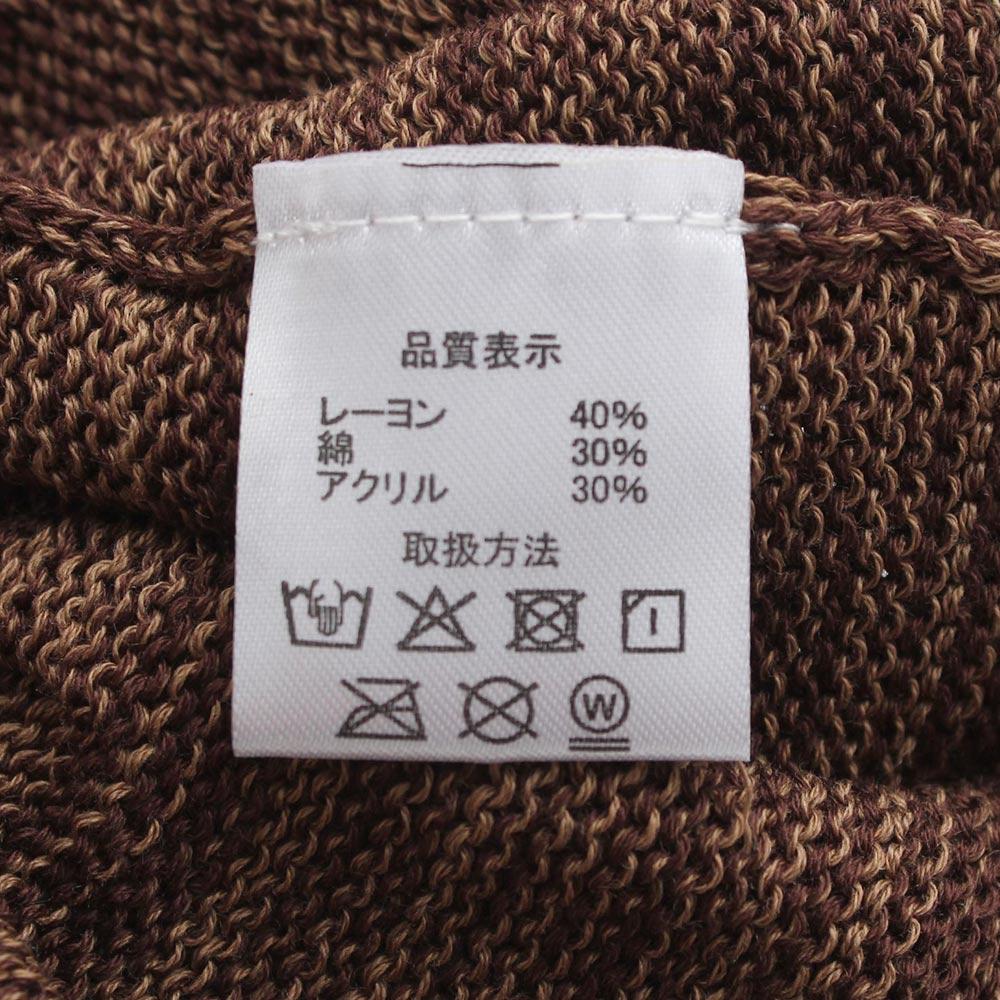 品質表示
レーヨン 40%
綿 30%
アクリル 30%
取扱方法
W